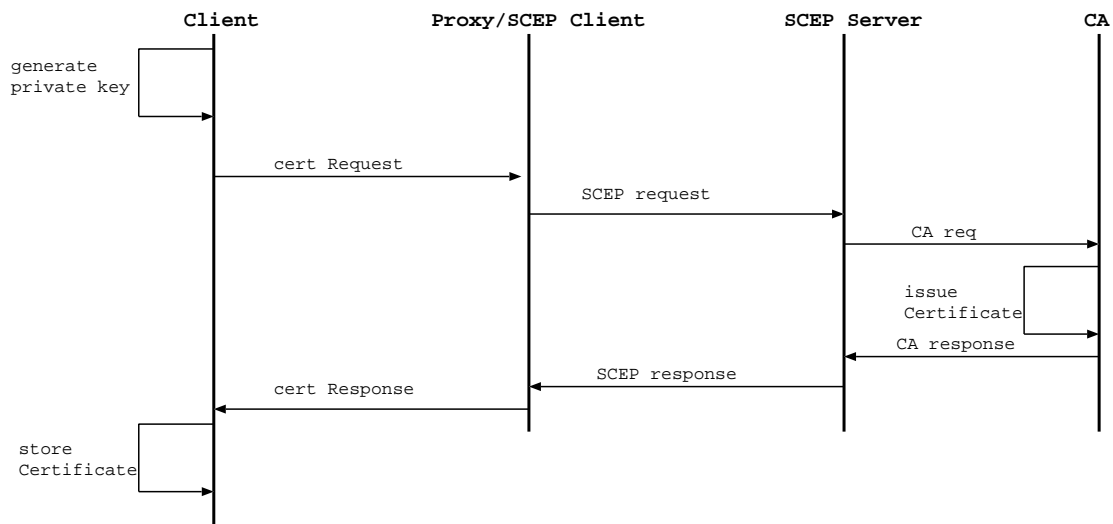 Client
Proxy/SCEP Client
SCEP Server
CA
generate
private key
cert Request
SCEP request
CA req
issue
Certificate
CA response
SCEP response
cert Response
store
Certificate